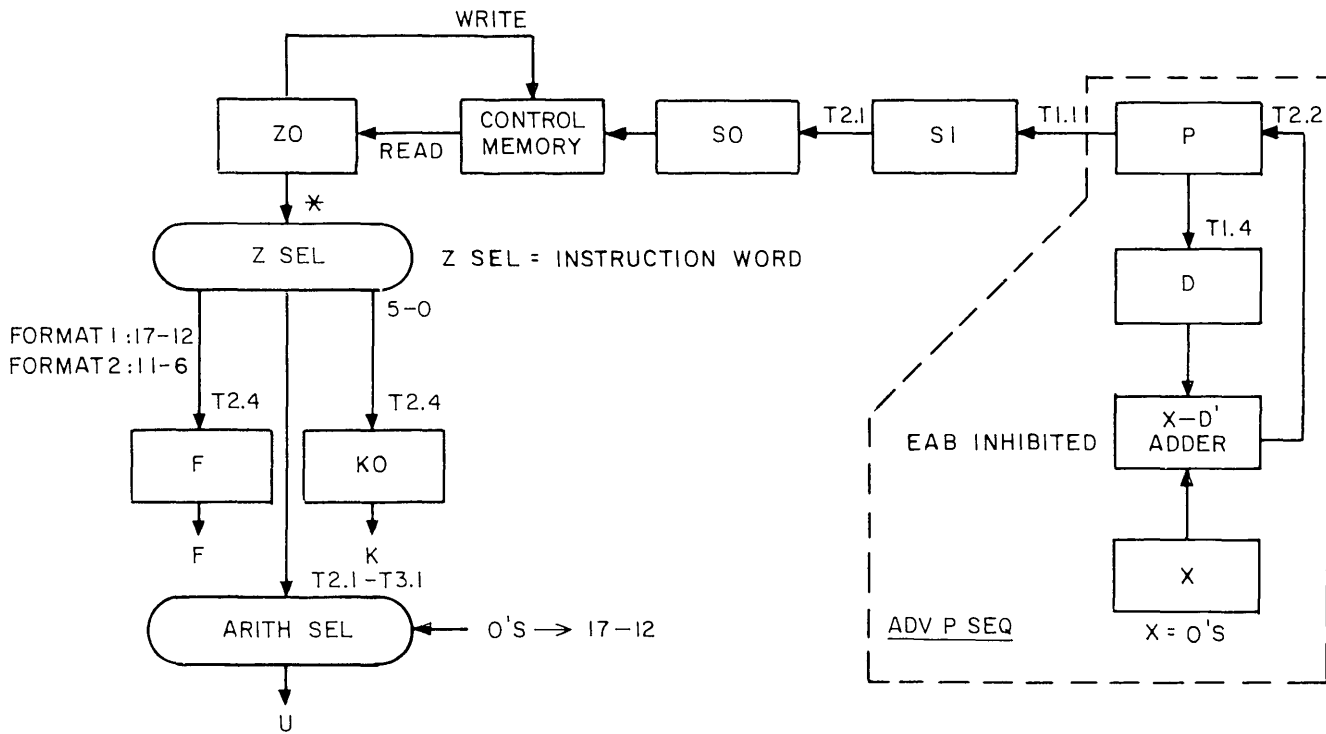 WRITE
ZO
READ
CONTROL
MEMORY
SO
T2.1
SI
T1.1
P
T2.2
*
Z SEL
Z SEL = INSTRUCTION WORD
T1.4
D
5-0
FORMAT 1:17-12
FORMAT 2:11-6
T2.4
T2.4
F
KO
EAB INHIBITED
X-D'
ADDER
F
K
X
T2.1-T3.1
ARITH SEL
O'S → 17-12
ADV P SEQ
X = O'S
U